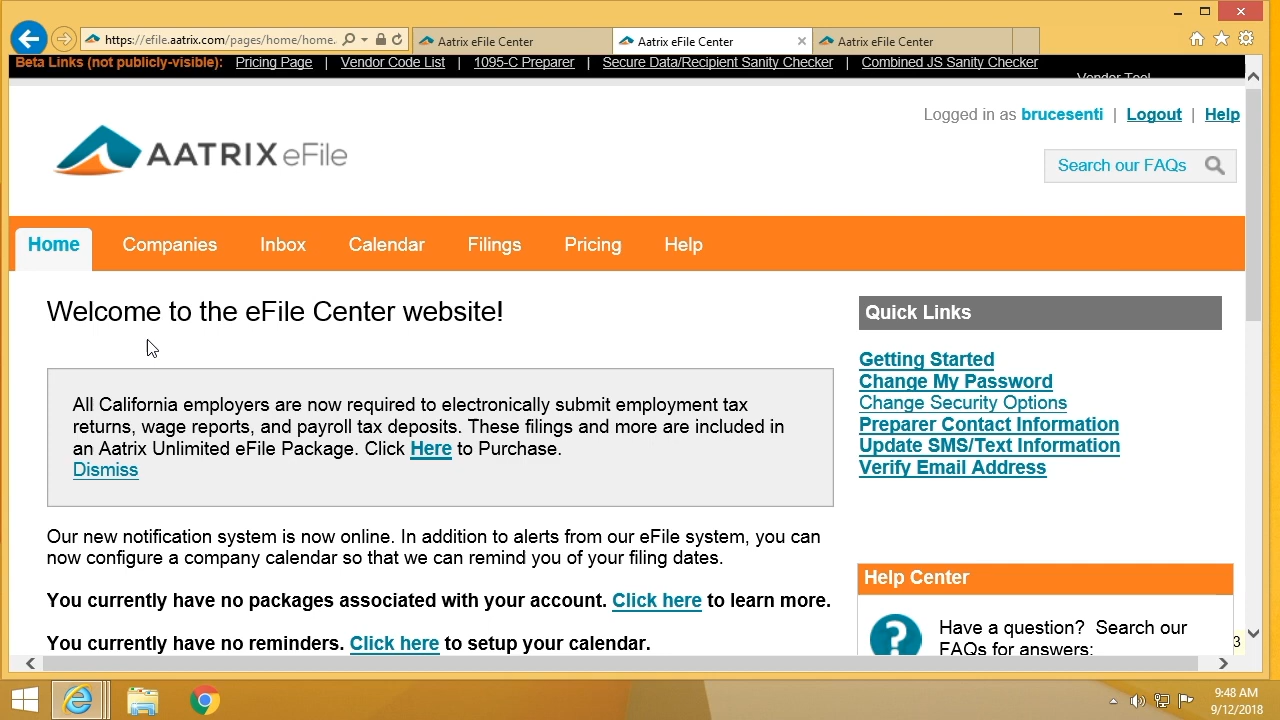 https://efile.aatrix.com/pages/home/home.
Aatrix eFile Center
Aatrix eFile Center
Aatrix eFile Center
Beta Links (not publicly-visible): Pricing Page | Vendor Code List | 1095-C Preparer | Secure Data/Recipient Sanity Checker | Combined JS Sanity Checker
Vendor Tool
Logged in as brucesenti | Logout | Help
AATRIX eFile
Search our FAQs
Home Companies Inbox Calendar Filings Pricing Help
Welcome to the eFile Center website!
All California employers are now required to electronically submit employment tax
returns, wage reports, and payroll tax deposits. These filings and more are included in
an Aatrix Unlimited eFile Package. Click Here to Purchase.
Dismiss
Our new notification system is now online. In addition to alerts from our eFile system, you can
now configure a company calendar so that we can remind you of your filing dates.
You currently have no packages associated with your account. Click here to learn more.
You currently have no reminders. Click here to setup your calendar.
Quick Links
Getting Started
Change My Password
Change Security Options
Preparer Contact Information
Update SMS/Text Information
Verify Email Address
Help Center
Have a question? Search our
FAQs for answers:
3
9:48 AM
9/12/2018